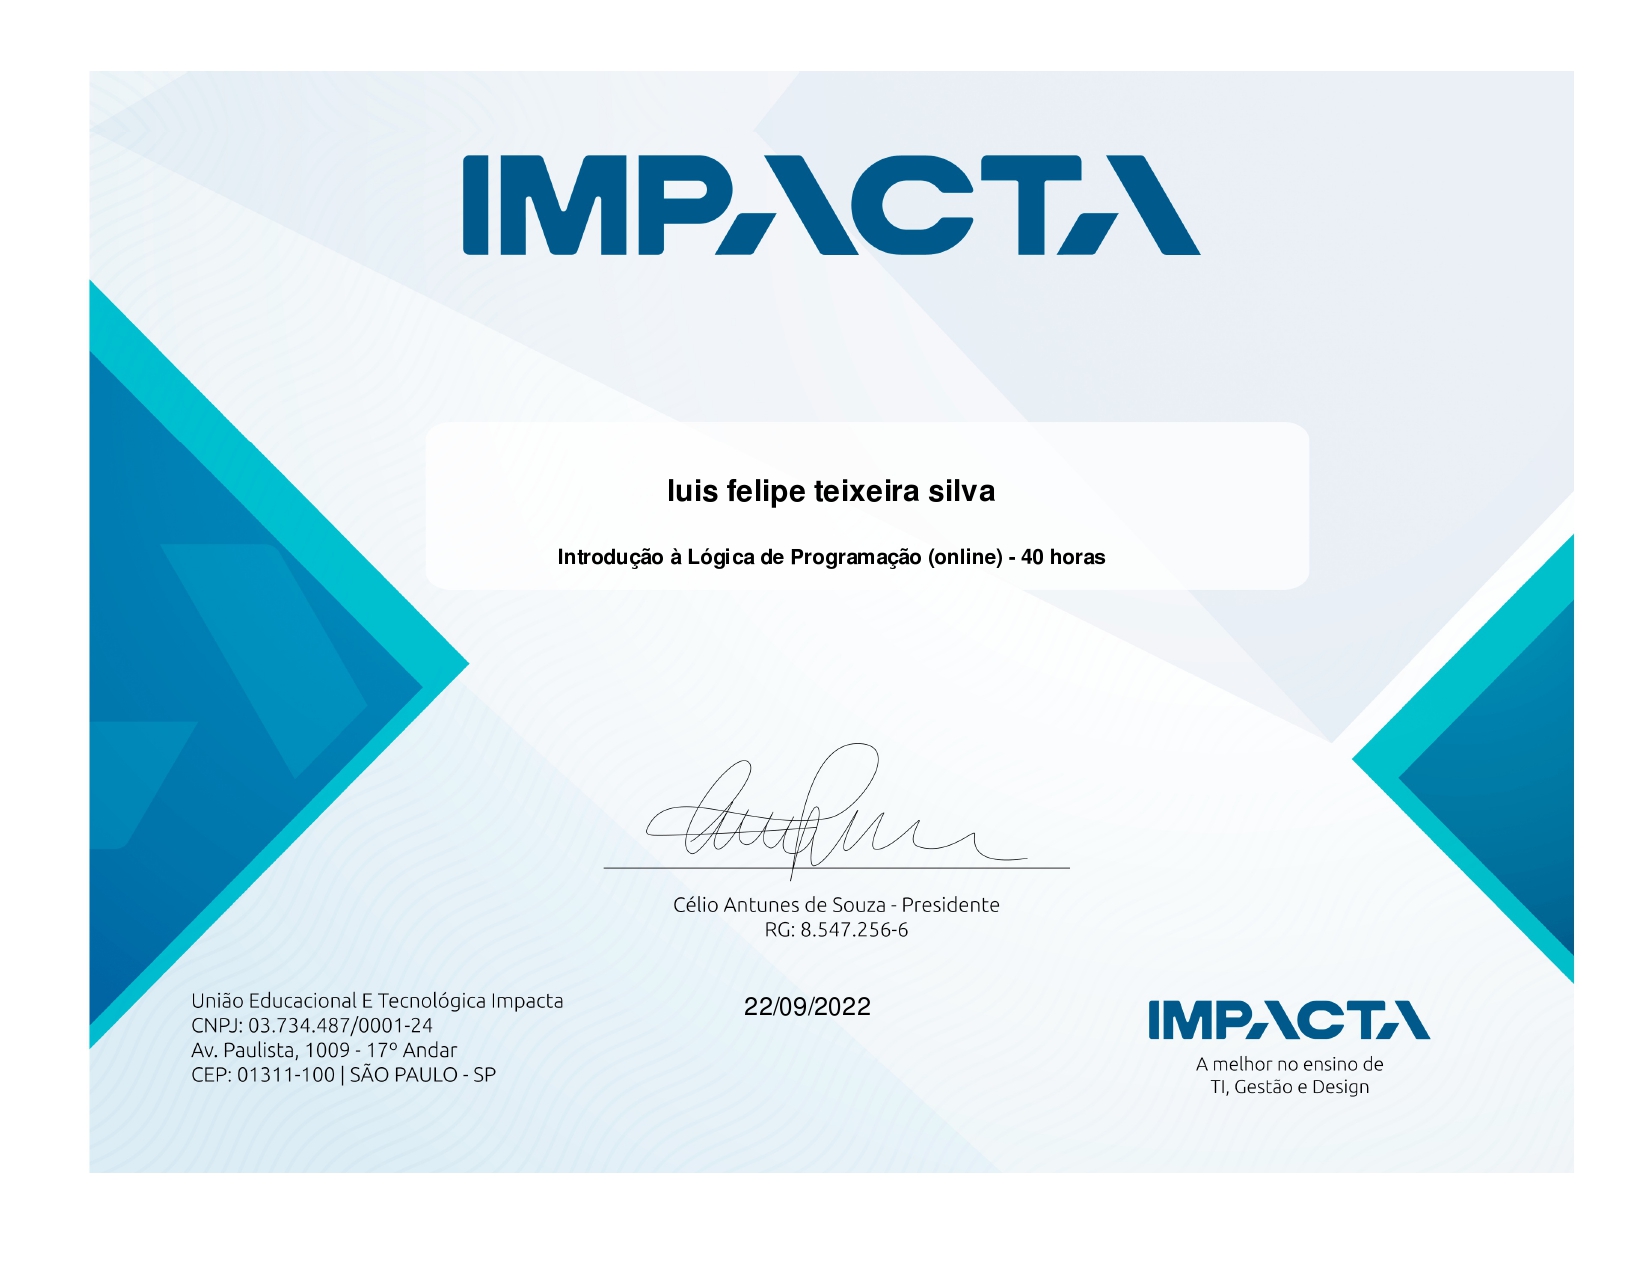 IMPACTA
luis felipe teixeira silva
Introdução à Lógica de Programação (online) - 40 horas
Célio Antunes de Souza - Presidente
RG: 8.547.256-6
União Educacional E Tecnológica Impacta
CNPJ: 03.734.487/0001-24
Av. Paulista, 1009 - 17º Andar
CEP: 01311-100 | SÃO PAULO - SP
22/09/2022
IMPACTA
A melhor no ensino de
TI, Gestão e Design